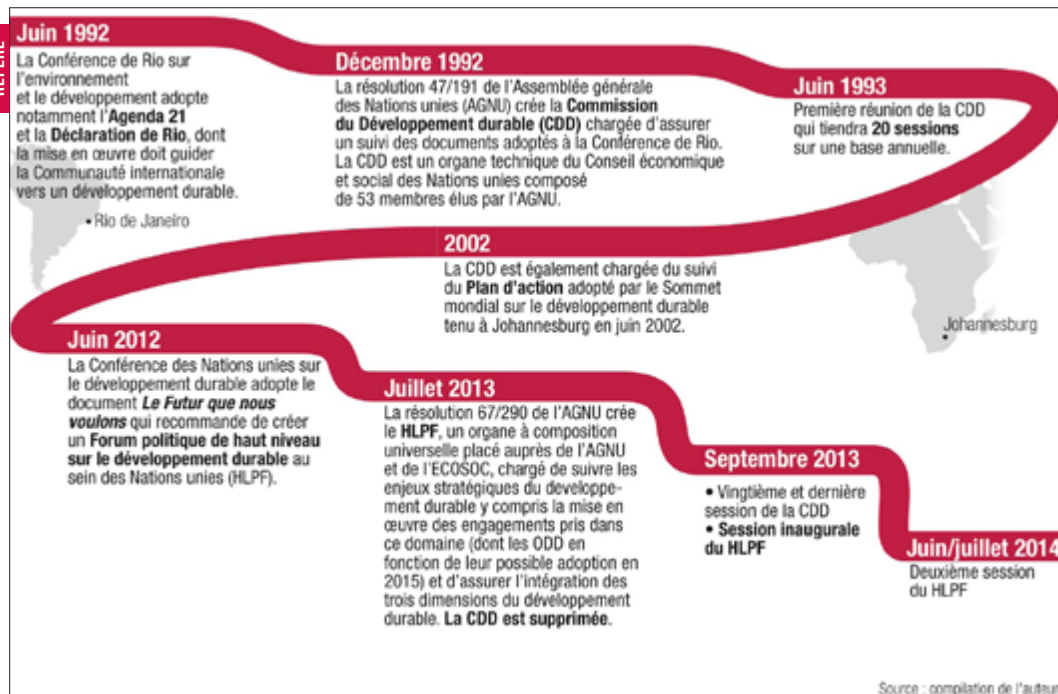 REPÈRE
Juin 1992
La Conférence de Rio sur
l'environnement
et le développement adopte
notamment l'Agenda 21
et la Déclaration de Rio, dont
la mise en œuvre doit guider
la Communauté internationale
vers un développement durable.
• Rio de Janeiro
Décembre 1992
La résolution 47/191 de l'Assemblée générale
des Nations unies (AGNU) crée la Commission
du Développement durable (CDD) chargée d'assurer
un suivi des documents adoptés à la Conférence de Rio.
La CDD est un organe technique du Conseil économique
et social des Nations unies composé
de 53 membres élus par l'AGNU.
Juin 1993
Première réunion de la CDD
qui tiendra 20 sessions
sur une base annuelle.
2002
La CDD est également chargée du suivi
du Plan d'action adopté par le Sommet
mondial sur le développement durable
tenu à Johannesburg en juin 2002.
Johannesburg
Juin 2012
La Conférence des Nations unies sur
le développement durable adopte le
document Le Futur que nous
voulons qui recommande de créer
un Forum politique de haut niveau
sur le développement durable au
sein des Nations unies (HLPF).
Juillet 2013
La résolution 67/290 de l'AGNU crée
le HLPF, un organe à composition
universelle placé auprès de l'AGNU
et de l'ECOSOC, chargé de suivre les
enjeux stratégiques du developpe-
ment durable y compris la mise en
œuvre des engagements pris dans
ce domaine (dont les ODD en
fonction de leur possible adoption en
2015) et d'assurer l'intégration des
trois dimensions du développement
durable. La CDD est supprimée.
Septembre 2013
• Vingtième et dernière
session de la CDD
• Session inaugurale
du HLPF
Juin/juillet 2014
Deuxième session
du HLPF
Source : compilation de l'auteur